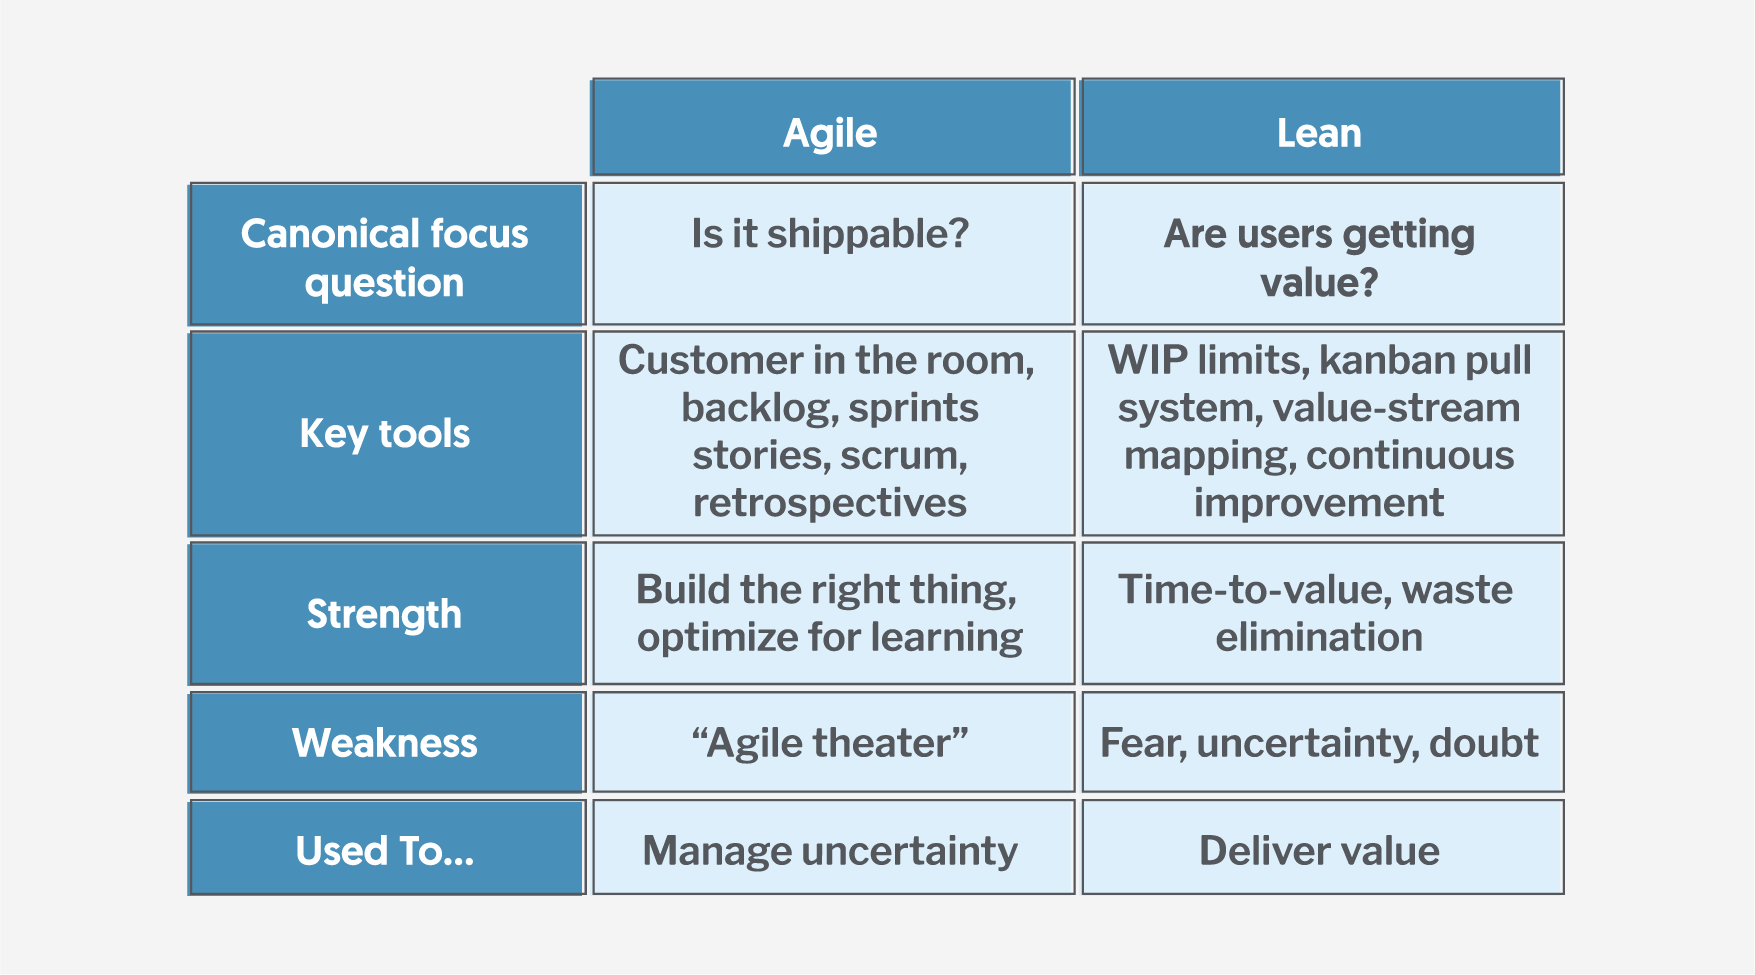 Agile
Lean
Canonical focus
question
Is it shippable?
Are users getting
value?
Key tools
Customer in the room,
backlog, sprints
stories, scrum,
retrospectives
WIP limits, kanban pull
system, value-stream
mapping, continuous
improvement
Strength
Build the right thing,
optimize for learning
Time-to-value, waste
elimination
Weakness
“Agile theater”
Fear, uncertainty, doubt
Used To...
Manage uncertainty
Deliver value